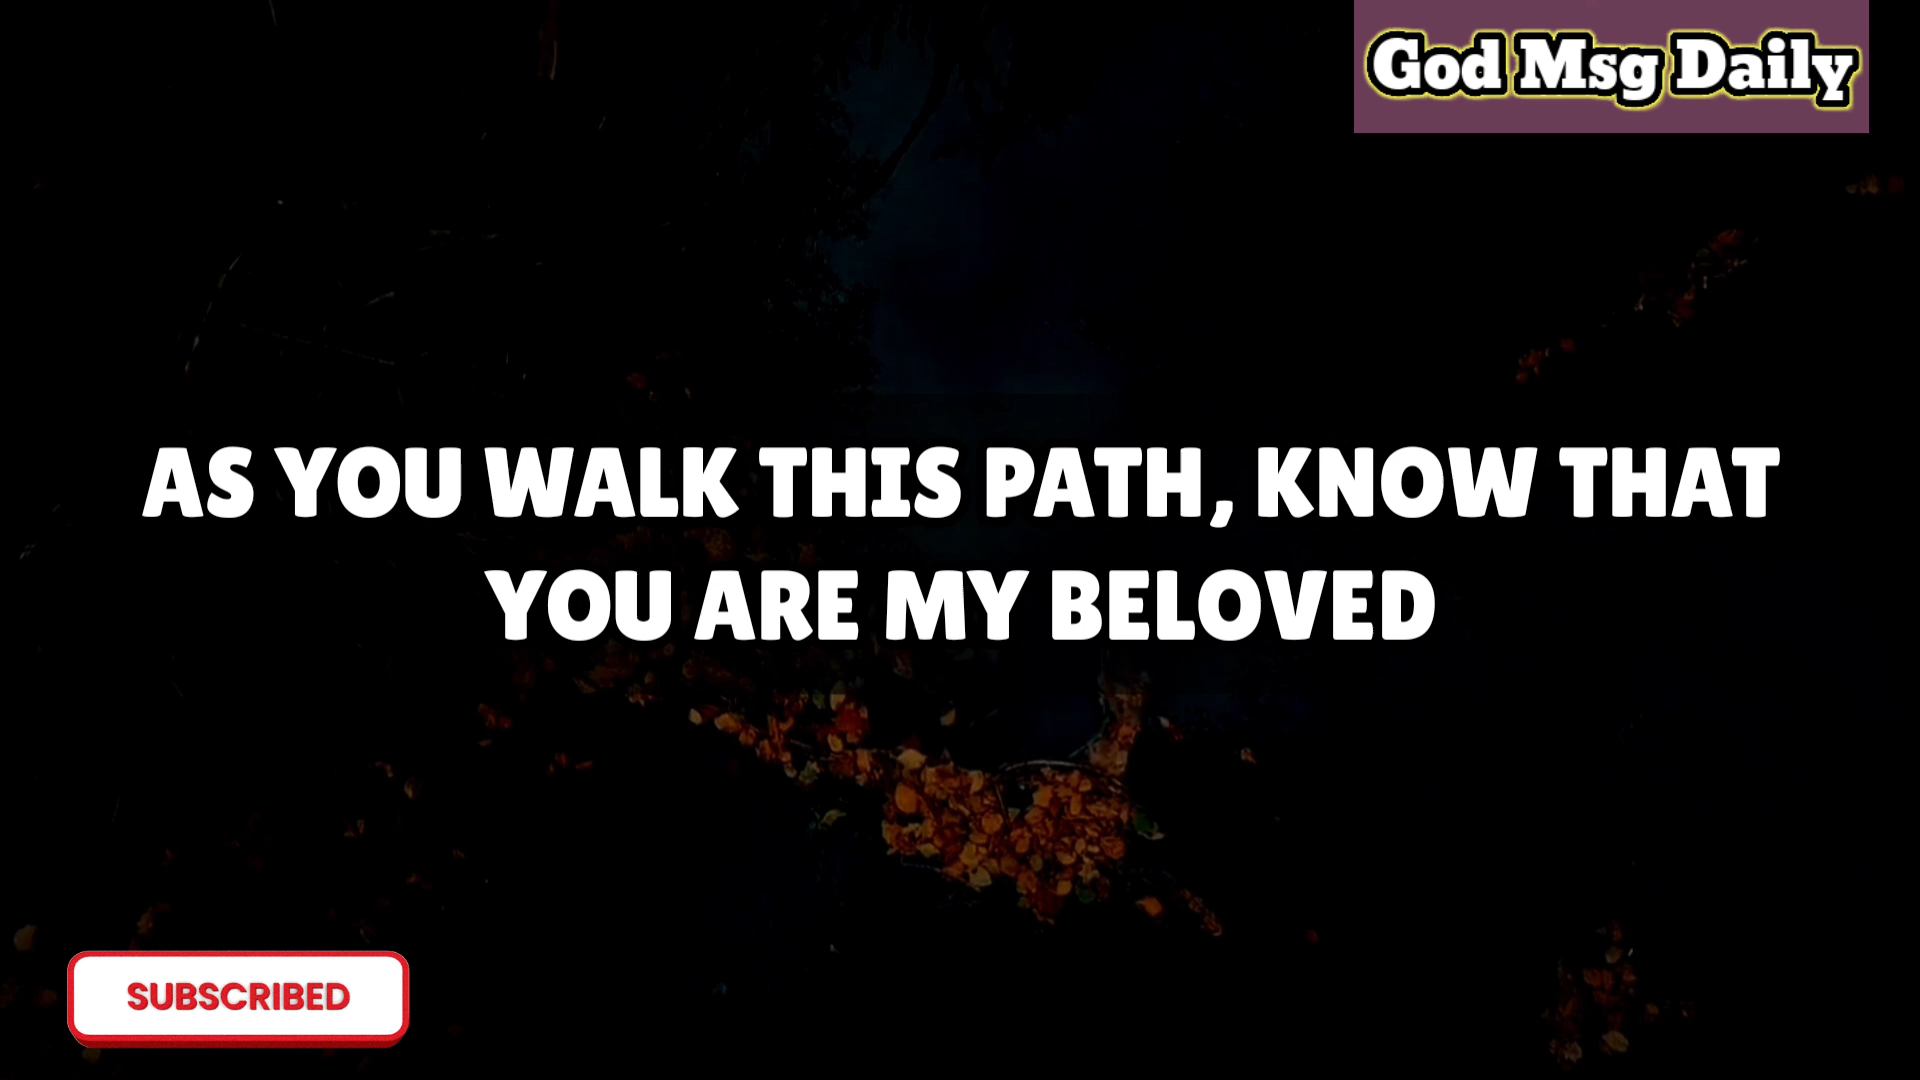 God Msg Daily
AS YOU WALK THIS PATH, KNOW THAT
YOU ARE MY BELOVED
SUBSCRIBED